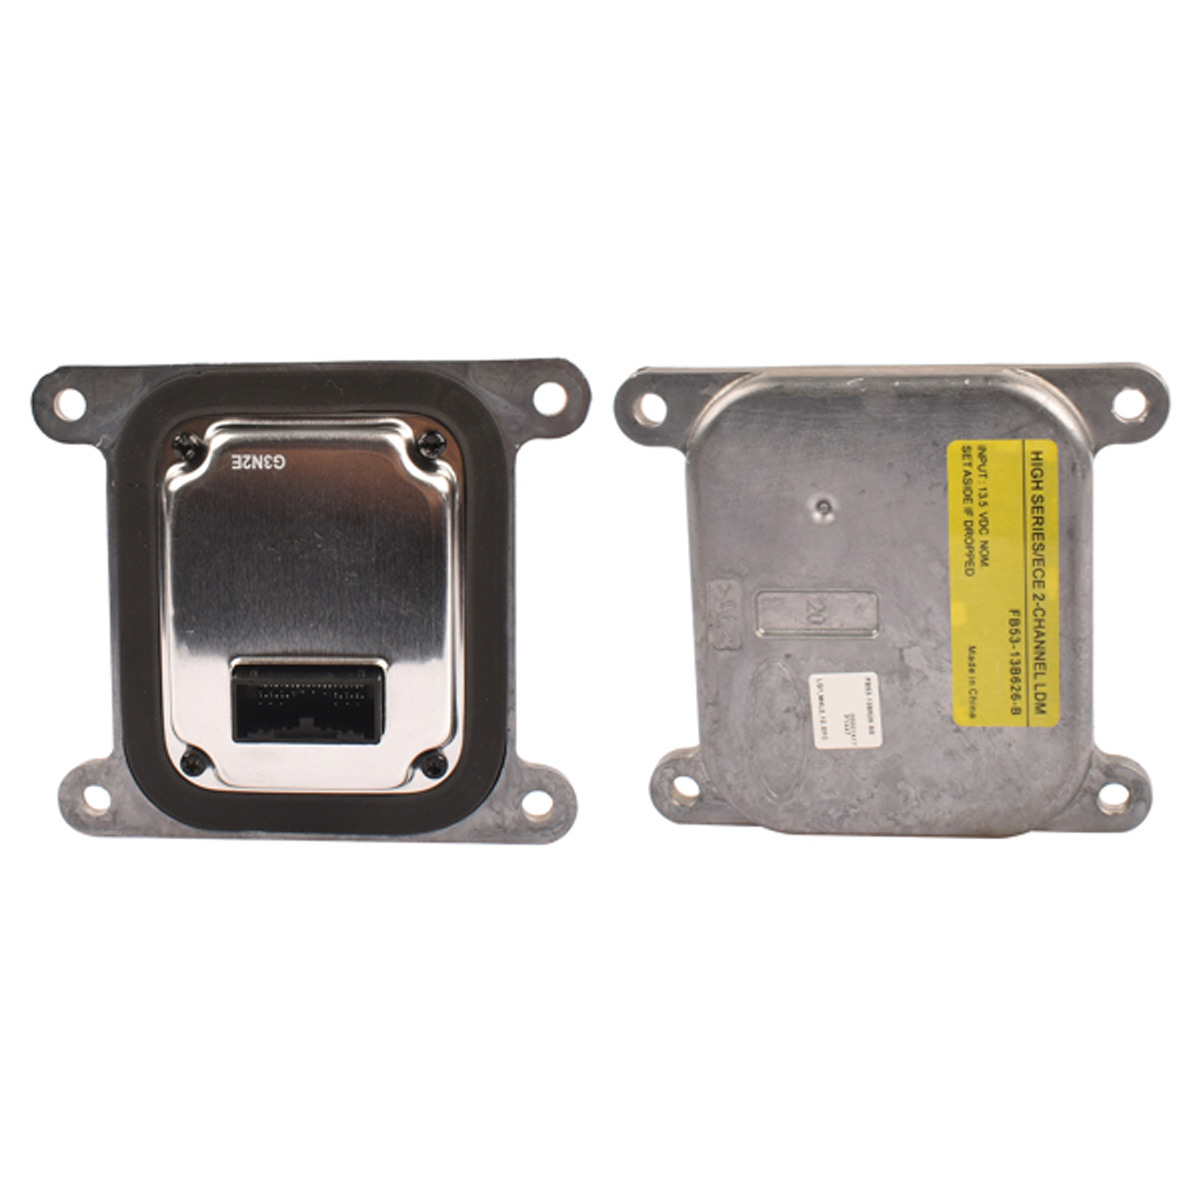 G3N2E
HIGH SERIES/ECE 2-CHANNEL LDM
FB53-13B626-B
INPUT : 13.5 VDC NOM.
SET ASIDE IF DROPPED
Made in China
20